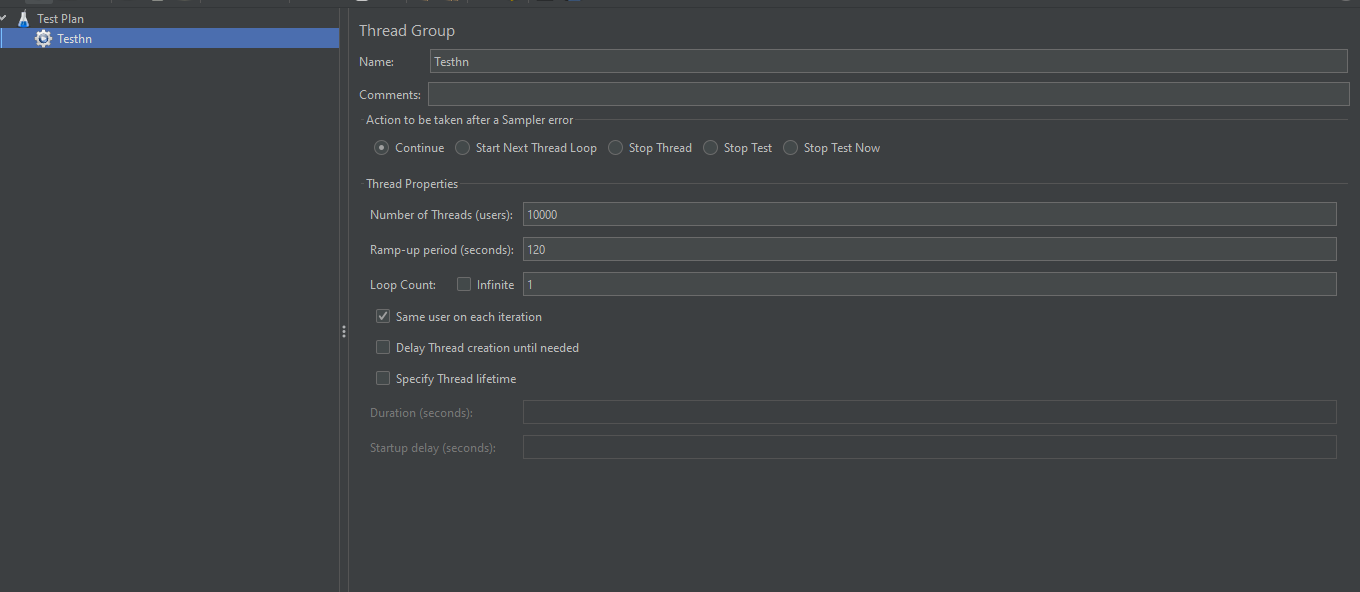 Test Plan
Testhn
Thread Group
Name: Testhn
Comments:
Action to be taken after a Sampler error
Continue Start Next Thread Loop Stop Thread Stop Test Stop Test Now
Thread Properties
Number of Threads (users): 10000
Ramp-up period (seconds): 120
Loop Count: Infinite 1
Same user on each iteration
Delay Thread creation until needed
Specify Thread lifetime
Duration (seconds):
Startup delay (seconds):